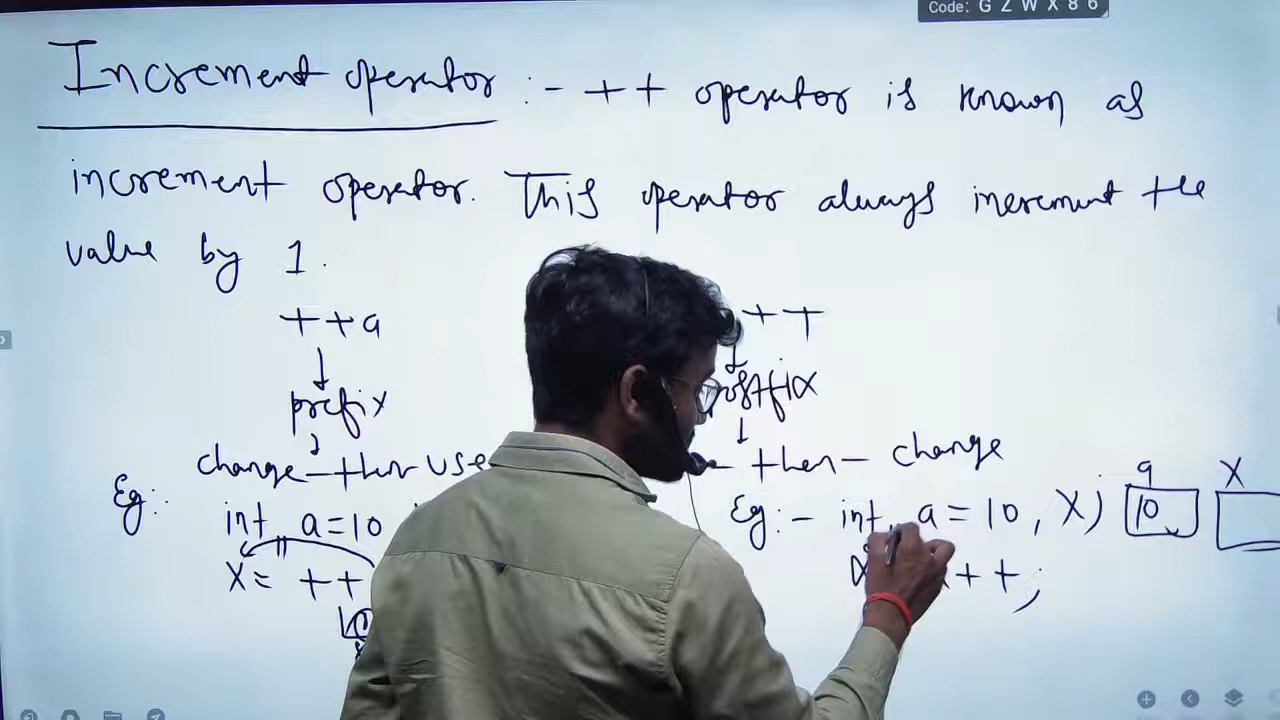 Code: G Z W X 8 6
Increment operator :- ++ operator is known as
increment operator. This operator always increment the
value by 1.
++a
++
prefix
postfix
change - then use
- then - change
Eg:
int a=10
x= ++
Eg:- int a=10, x;
a
10
x
++;